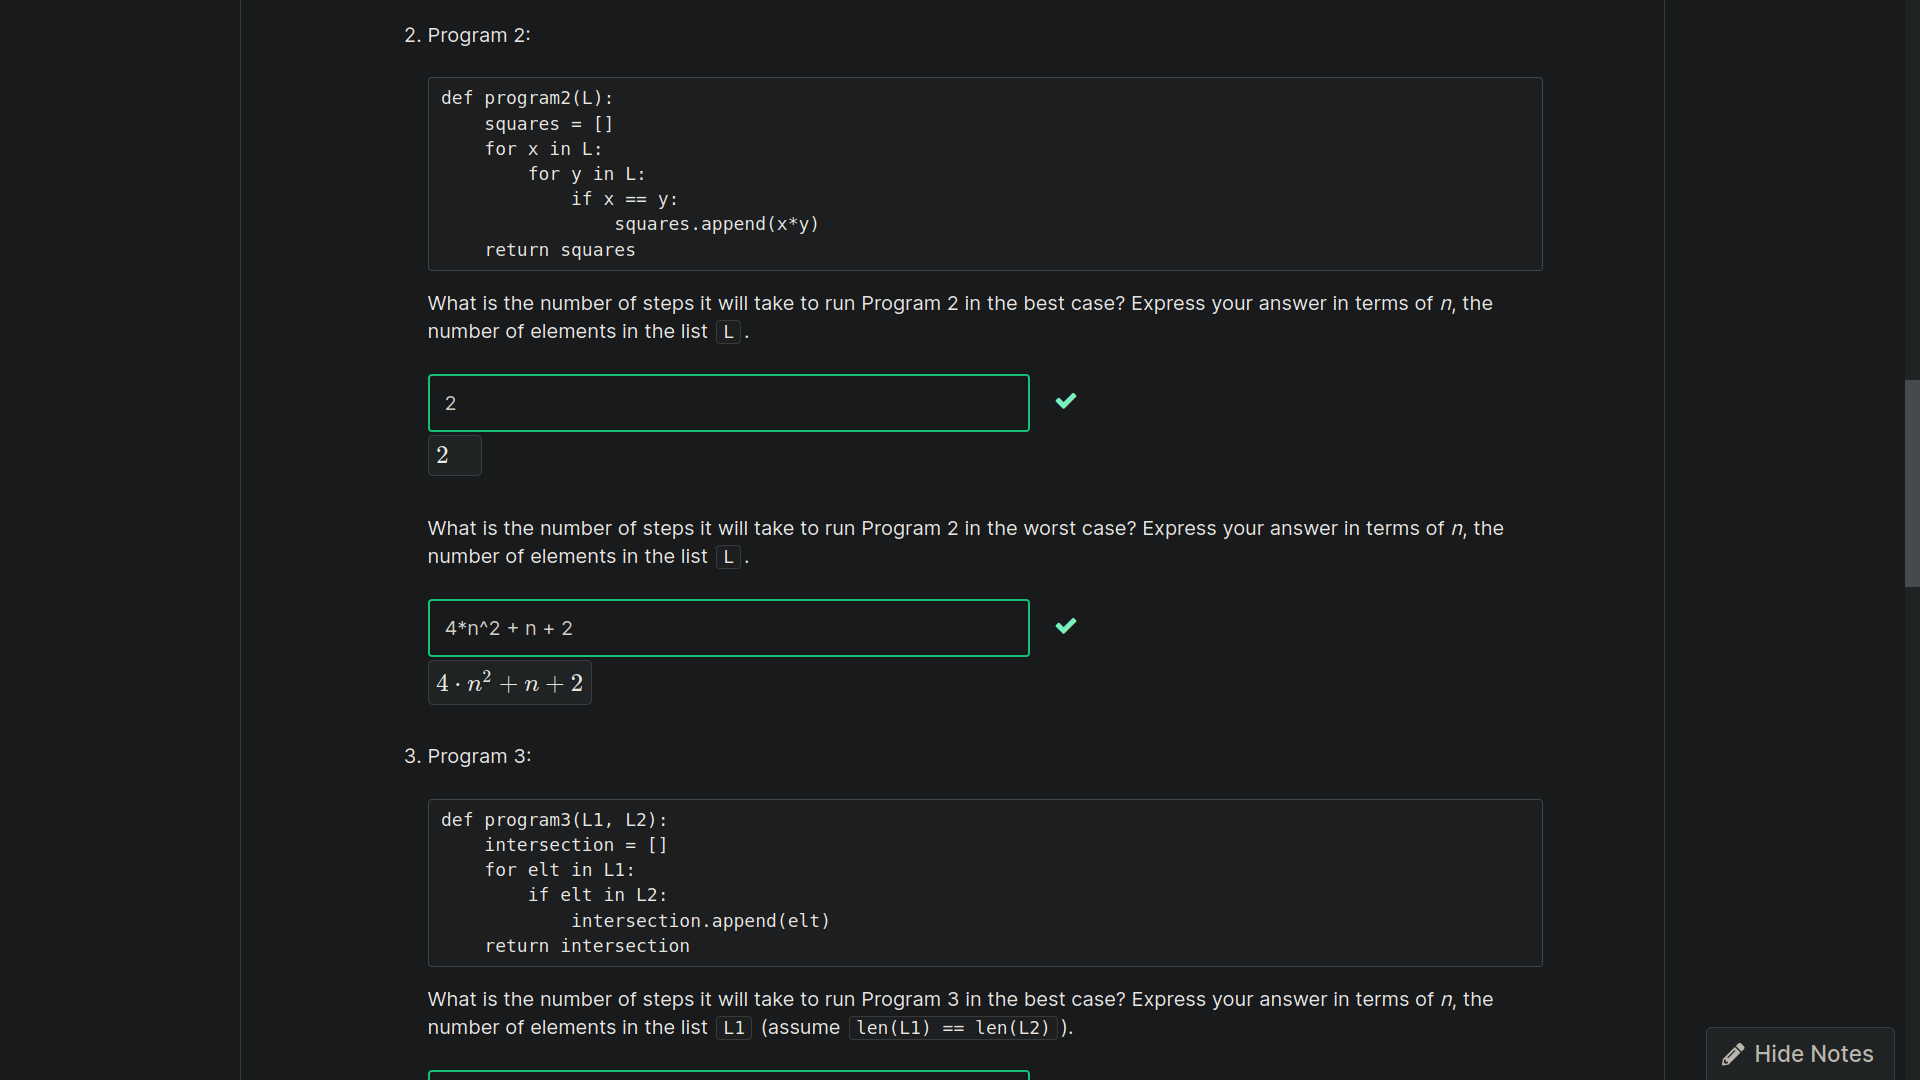 2. Program 2:
def program2(L):
    squares = []
    for x in L:
        for y in L:
            if x == y:
                squares.append(x*y)
    return squares
What is the number of steps it will take to run Program 2 in the best case? Express your answer in terms of n, the
number of elements in the list L.
2
2
What is the number of steps it will take to run Program 2 in the worst case? Express your answer in terms of n, the
number of elements in the list L.
4*n^2 + n + 2
4 · n² + n + 2
3. Program 3:
def program3(L1, L2):
    intersection = []
    for elt in L1:
        if elt in L2:
            intersection.append(elt)
    return intersection
What is the number of steps it will take to run Program 3 in the best case? Express your answer in terms of n, the
number of elements in the list L1 (assume len(L1) == len(L2)).
Hide Notes